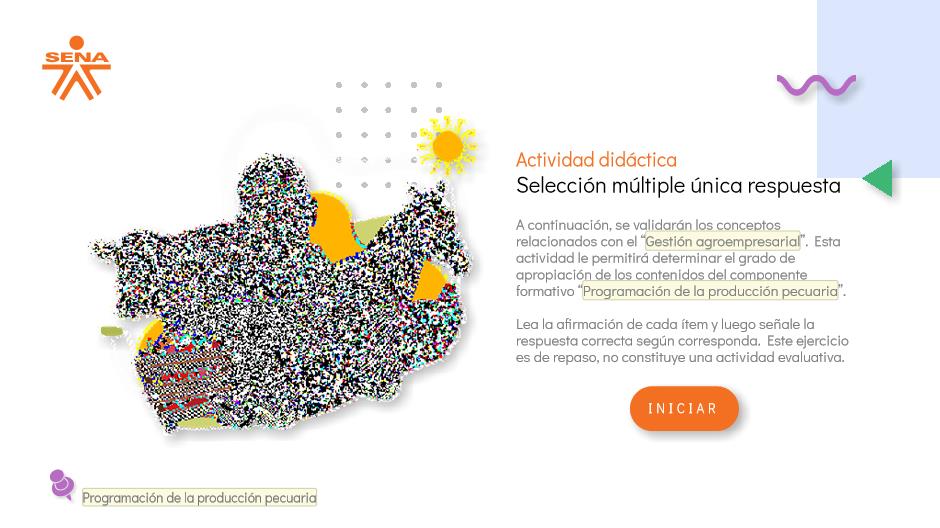 SENA
Actividad didáctica
Selección múltiple única respuesta
A continuación, se validarán los conceptos
relacionados con el “Gestión agroempresarial”. Esta
actividad le permitirá determinar el grado de
apropiación de los contenidos del componente
formativo “Programación de la producción pecuaria”.
Lea la afirmación de cada ítem y luego señale la
respuesta correcta según corresponda. Este ejercicio
es de repaso, no constituye una actividad evaluativa.
INICIAR
Programación de la producción pecuaria